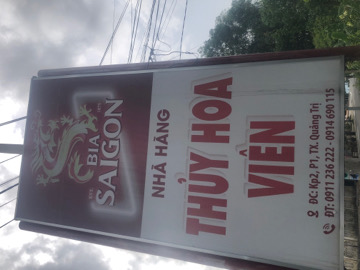 BIA
SAIGON
NHÀ HÀNG
THỦY HOA
VIÊN
ĐC: Kp2, P1, TX. Quảng Trị
ĐT: 0911 236 222 - 0914 690 115